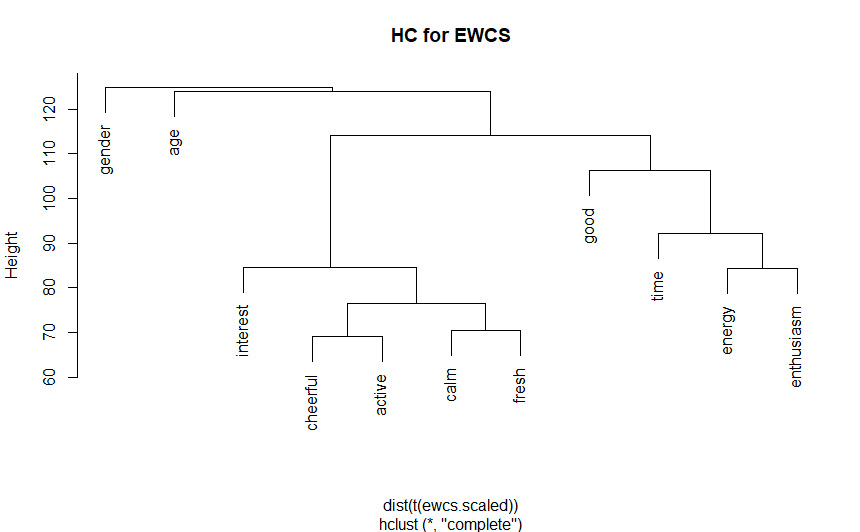 HC for EWCS
Height
120
110
100
90
80
70
60
gender
age
interest
cheerful
active
calm
fresh
good
time
energy
enthusiasm
dist(t(ewcs.scaled))
hclust (*, "complete")